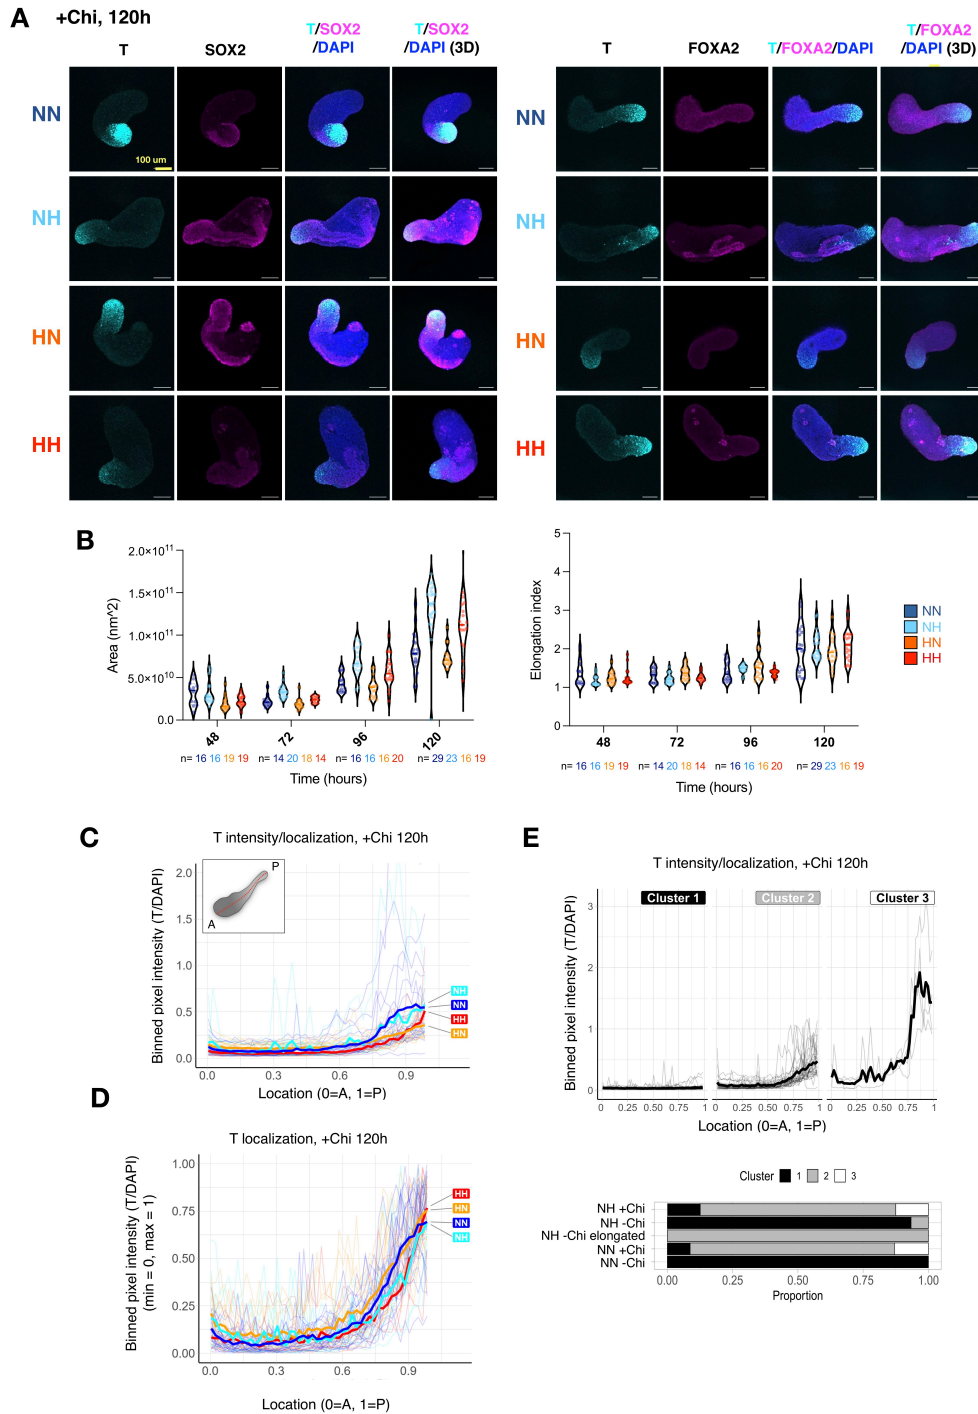 A +Chi, 120h
T SOX2 T/SOX2 /DAPI T/SOX2 /DAPI (3D)
T FOXA2 T/FOXA2/DAPI T/FOXA2 /DAPI (3D)
NN
100 um
NH
HN
HH
NN
NH
HN
HH
B
Area (nm^2)
2.0×10¹¹
1.5×10¹¹
1.0×10¹¹
5.0×10¹⁰
0.0
48 72 96 120
n= 16 16 19 19 n= 14 20 18 14 n= 16 16 16 20 n= 29 23 16 19
Time (hours)
Elongation index
5
4
3
2
1
0
48 72 96 120
n= 16 16 19 19 n= 14 20 18 14 n= 16 16 16 20 n= 29 23 16 19
Time (hours)
NN
NH
HN
HH
C
T intensity/localization, +Chi 120h
Binned pixel intensity (T/DAPI)
2.0
1.5
1.0
0.5
0.0
P
A
NH
NN
HH
HN
0.0 0.3 0.6 0.9
Location (0=A, 1=P)
D
T localization, +Chi 120h
Binned pixel intensity (T/DAPI)
(min = 0, max = 1)
1.00
0.75
0.50
0.25
0.00
HH
HN
NN
NH
0.0 0.3 0.6 0.9
Location (0=A, 1=P)
E
T intensity/localization, +Chi 120h
Binned pixel intensity (T/DAPI)
Cluster 1 Cluster 2 Cluster 3
3
2
1
0
0 0.25 0.50 0.75 1 0 0.25 0.50 0.75 1 0 0.25 0.50 0.75 1
Location (0=A, 1=P)
Cluster 1 2 3
NH +Chi
NH -Chi
NH -Chi elongated
NN +Chi
NN -Chi
0.00 0.25 0.50 0.75 1.00
Proportion